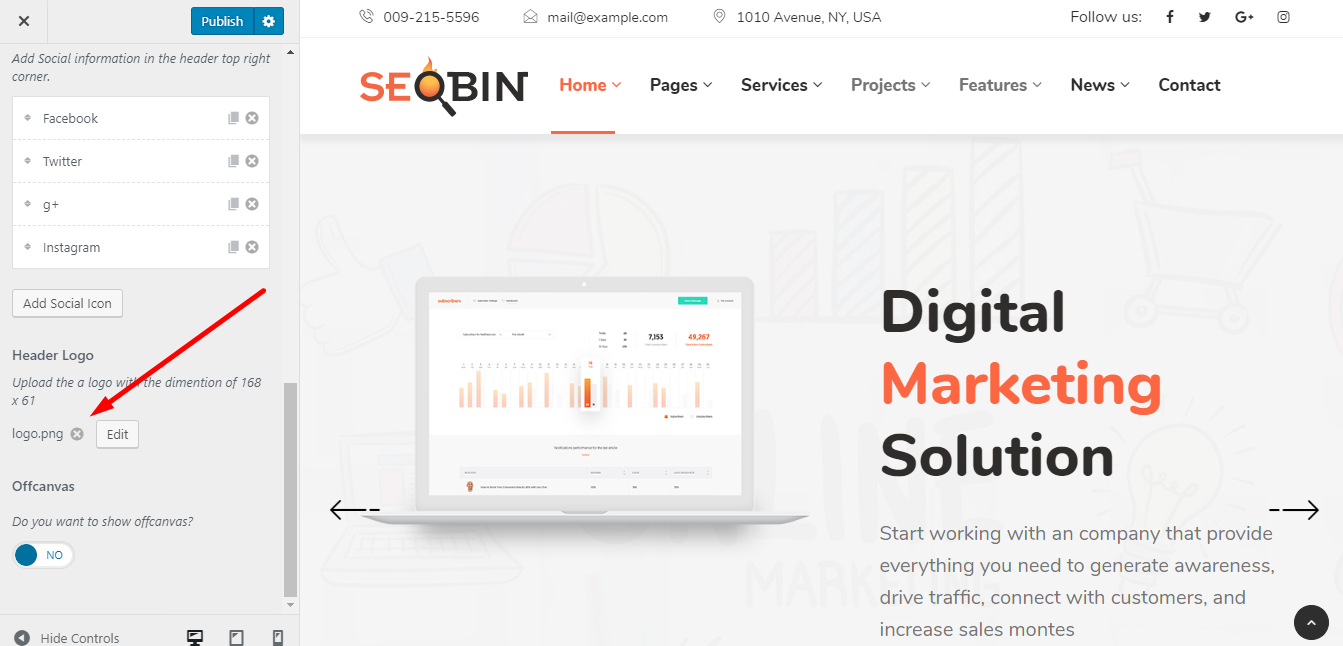 Publish
Add Social information in the header top right
corner.
Facebook
Twitter
g+
Instagram
Add Social Icon
Header Logo
Upload the a logo with the dimention of 168
x 61
logo.png
Edit
Offcanvas
Do you want to show offcanvas?
NO
Hide Controls
009-215-5596
mail@example.com
1010 Avenue, NY, USA
Follow us:
G+
SEOBIN
Home
Pages
Services
Projects
Features
News
Contact
subscribers
7,153
49,267
Digital
Marketing
Solution
Start working with an company that provide
everything you need to generate awareness,
drive traffic, connect with customers, and
increase sales montes